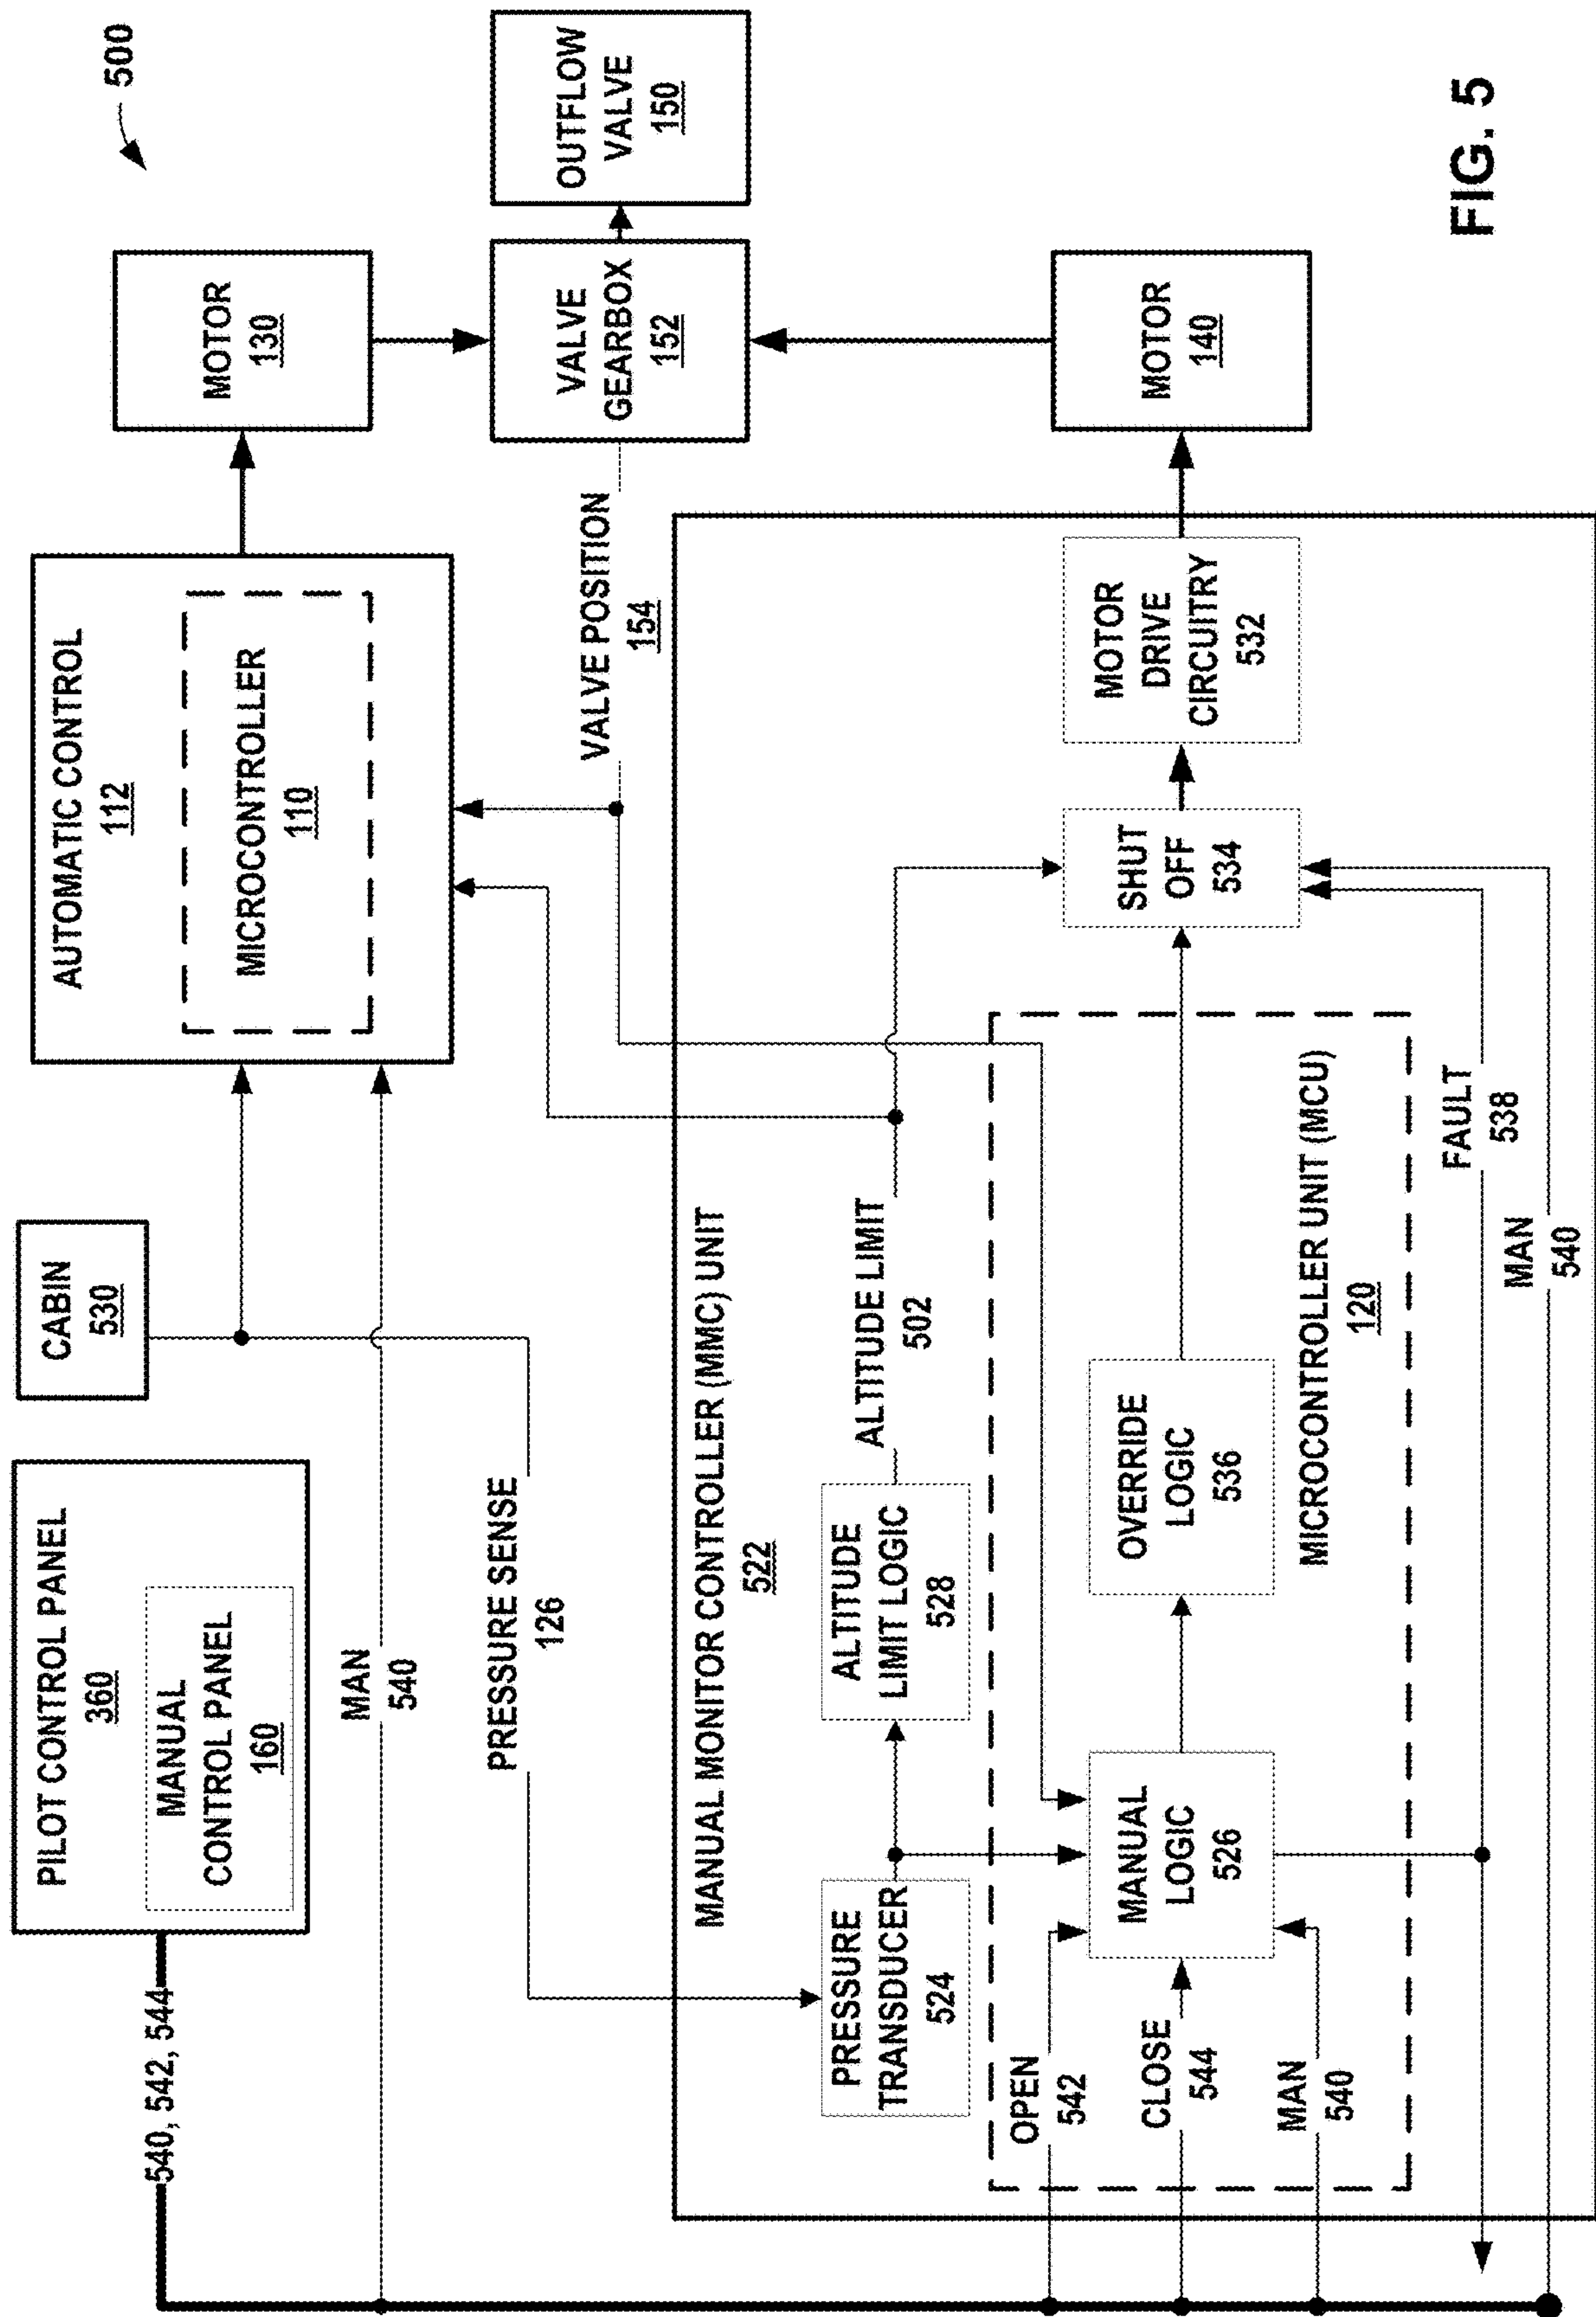 500
PILOT CONTROL PANEL
360
MANUAL
CONTROL PANEL
160
540, 542, 544
CABIN
530
AUTOMATIC CONTROL
112
MICROCONTROLLER
110
MOTOR
130
MAN
540
PRESSURE SENSE
126
VALVE POSITION
154
VALVE
GEARBOX
152
OUTFLOW
VALVE
150
MANUAL MONITOR CONTROLLER (MMC) UNIT
522
PRESSURE
TRANSDUCER
524
ALTITUDE
LIMIT LOGIC
528
ALTITUDE LIMIT
502
OPEN
542
CLOSE
544
MAN
540
MANUAL
LOGIC
526
OVERRIDE
LOGIC
536
SHUT
OFF
534
MOTOR
DRIVE
CIRCUITRY
532
MOTOR
140
MICROCONTROLLER UNIT (MCU)
120
FAULT
538
MAN
540
FIG. 5